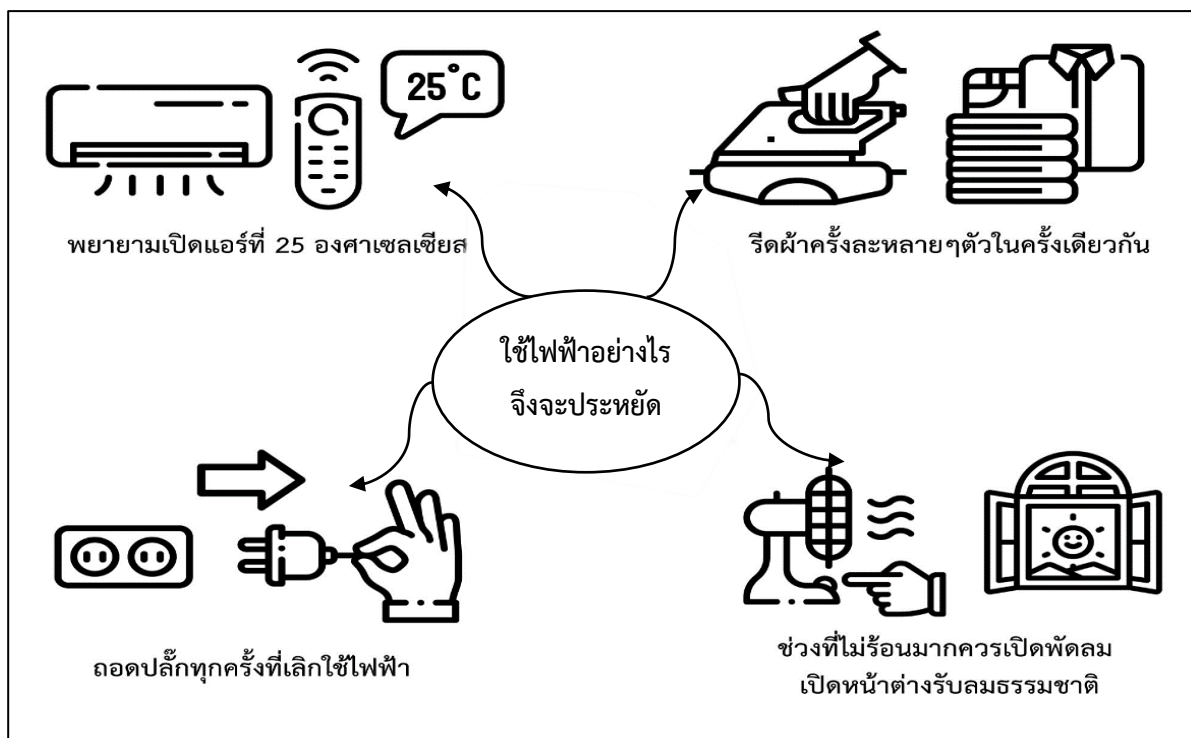 25°C
พยายามเปิดแอร์ที่ 25 องศาเซลเซียส
รีดผ้าครั้งละหลายๆตัวในครั้งเดียวกัน
ใช้ไฟฟ้าอย่างไร
จึงจะประหยัด
ถอดปลั๊กทุกครั้งที่เลิกใช้ไฟฟ้า
ช่วงที่ไม่ร้อนมากควรเปิดพัดลม
เปิดหน้าต่างรับลมธรรมชาติ